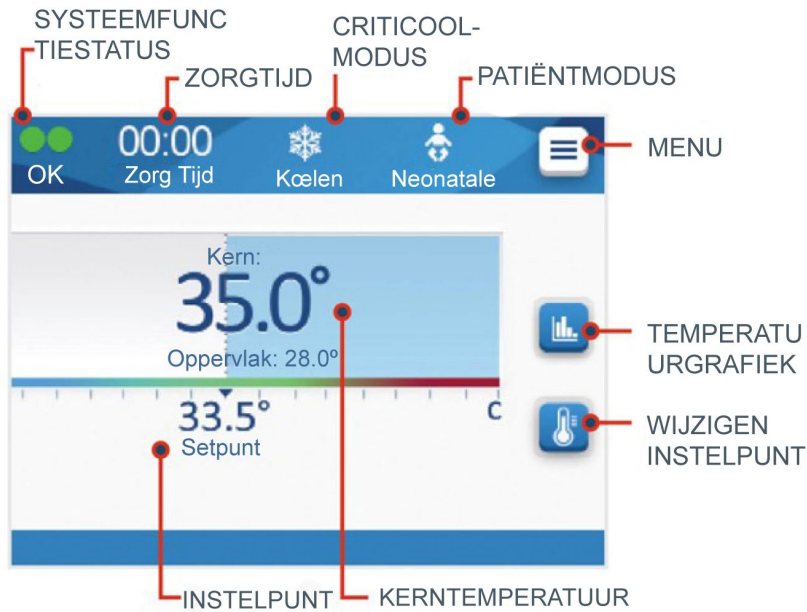 SYSTEEMFUNC
TIESTATUS
ZORGTIJD
CRITICOOL-
MODUS
PATIËNTMODUS
MENU
00:00
OK
Zorg Tijd
Kœlen
Neonatale
Kern:
35.0°
Oppervlak: 28.0º
33.5°
C
Setpunt
TEMPERATU
URGRAFIEK
WIJZIGEN
INSTELPUNT
INSTELPUNT
KERNTEMPERATUUR